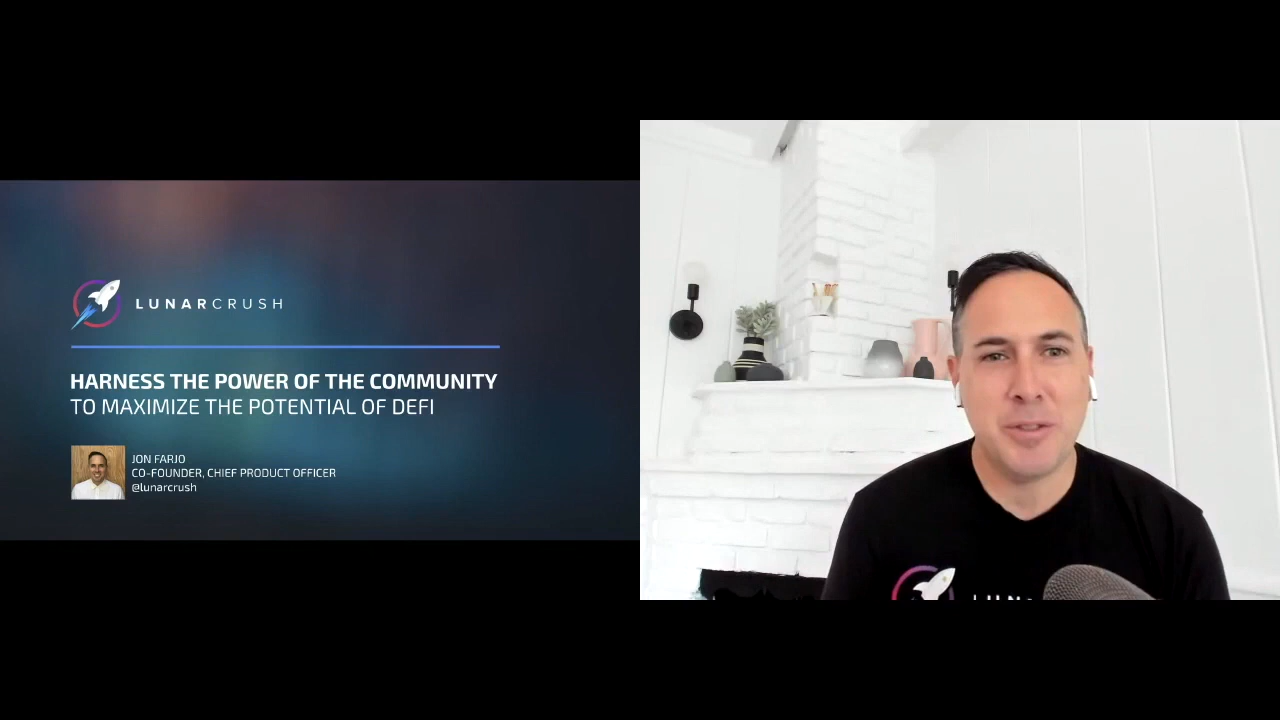 LUNARCRUSH
HARNESS THE POWER OF THE COMMUNITY
TO MAXIMIZE THE POTENTIAL OF DEFI
JON FARJO
CO-FOUNDER, CHIEF PRODUCT OFFICER
@lunarcrush